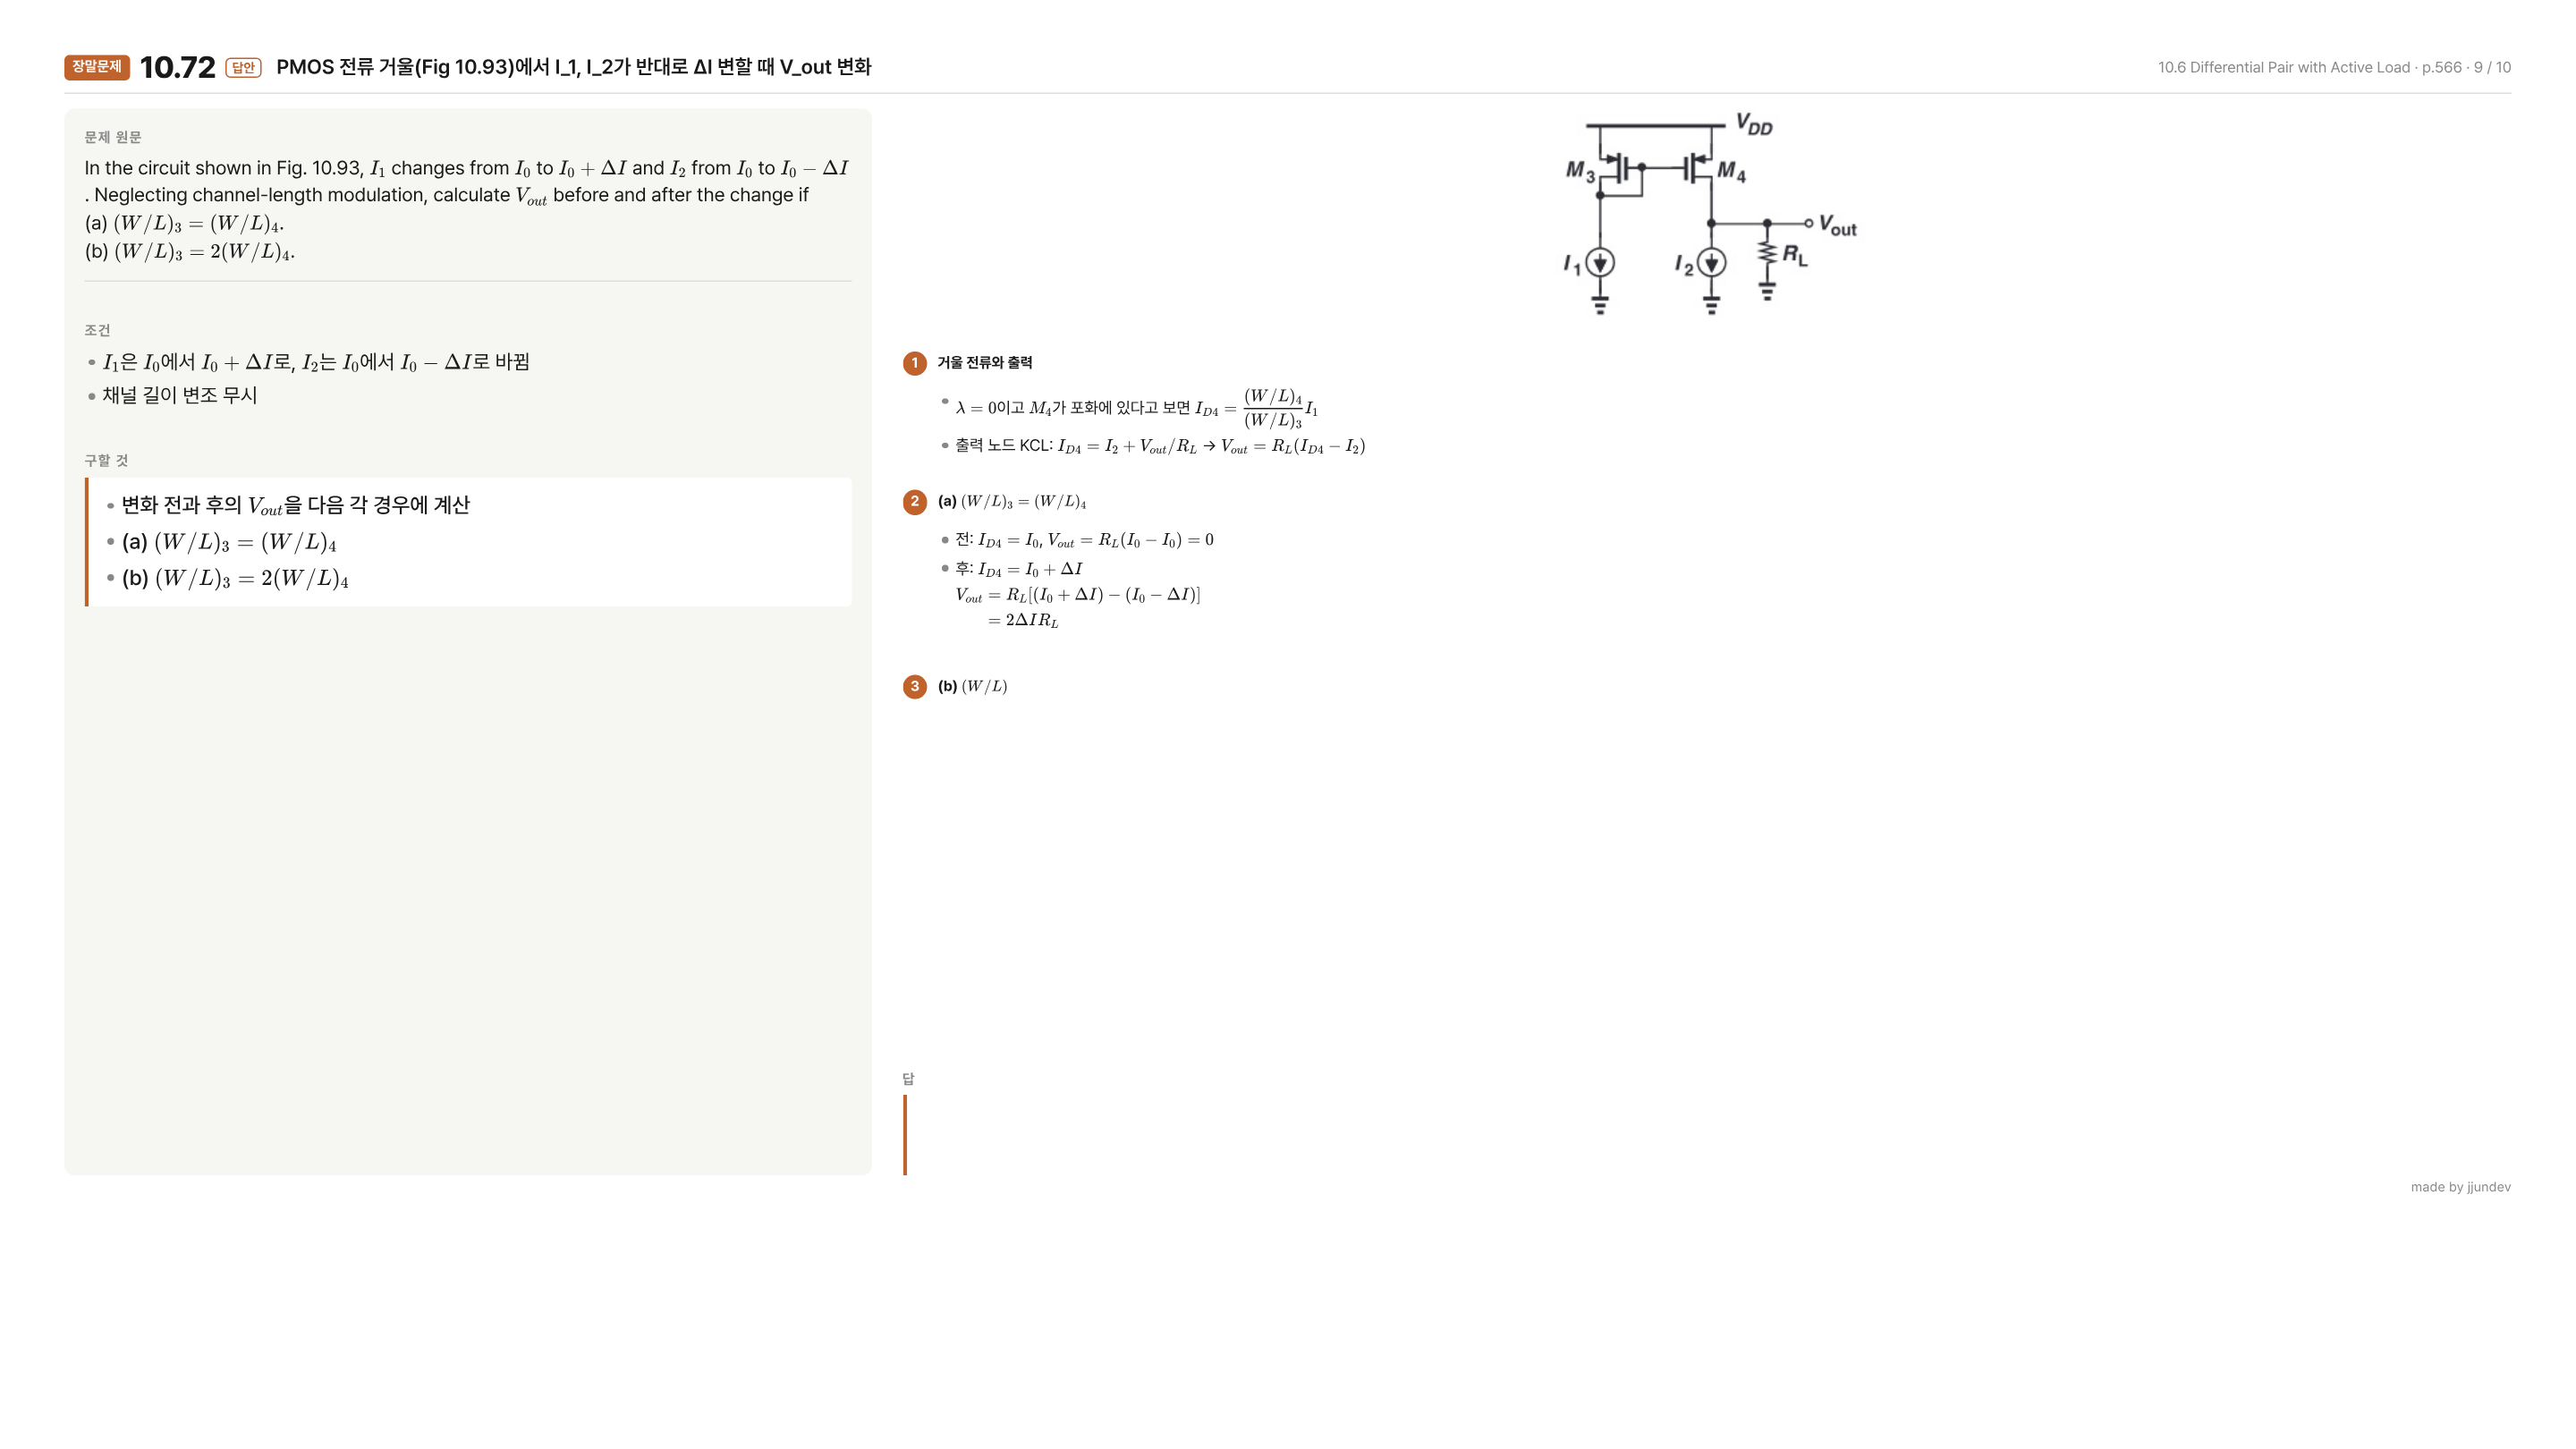 장말문제 10.72 답안 PMOS 전류 거울(Fig 10.93)에서 I_1, I_2가 반대로 ΔI 변할 때 V_out 변화
10.6 Differential Pair with Active Load · p.566 · 9 / 10
문제 원문
In the circuit shown in Fig. 10.93, I₁ changes from I₀ to I₀ + ΔI and I₂ from I₀ to I₀ − ΔI
. Neglecting channel-length modulation, calculate V_out before and after the change if
(a) (W/L)₃ = (W/L)₄.
(b) (W/L)₃ = 2(W/L)₄.
조건
• I₁은 I₀에서 I₀ + ΔI로, I₂는 I₀에서 I₀ − ΔI로 바뀜
• 채널 길이 변조 무시
구할 것
• 변화 전과 후의 V_out을 다음 각 경우에 계산
• (a) (W/L)₃ = (W/L)₄
• (b) (W/L)₃ = 2(W/L)₄
V_DD
M₃ M₄
V_out
I₁ I₂ R_L
1 거울 전류와 출력
• λ = 0이고 M₄가 포화에 있다고 보면 I_D4 = (W/L)₄/(W/L)₃ I₁
• 출력 노드 KCL: I_D4 = I₂ + V_out/R_L → V_out = R_L(I_D4 − I₂)
2 (a) (W/L)₃ = (W/L)₄
• 전: I_D4 = I₀, V_out = R_L(I₀ − I₀) = 0
• 후: I_D4 = I₀ + ΔI
V_out = R_L[(I₀ + ΔI) − (I₀ − ΔI)]
= 2ΔIR_L
3 (b) (W/L)
답
made by jjundev